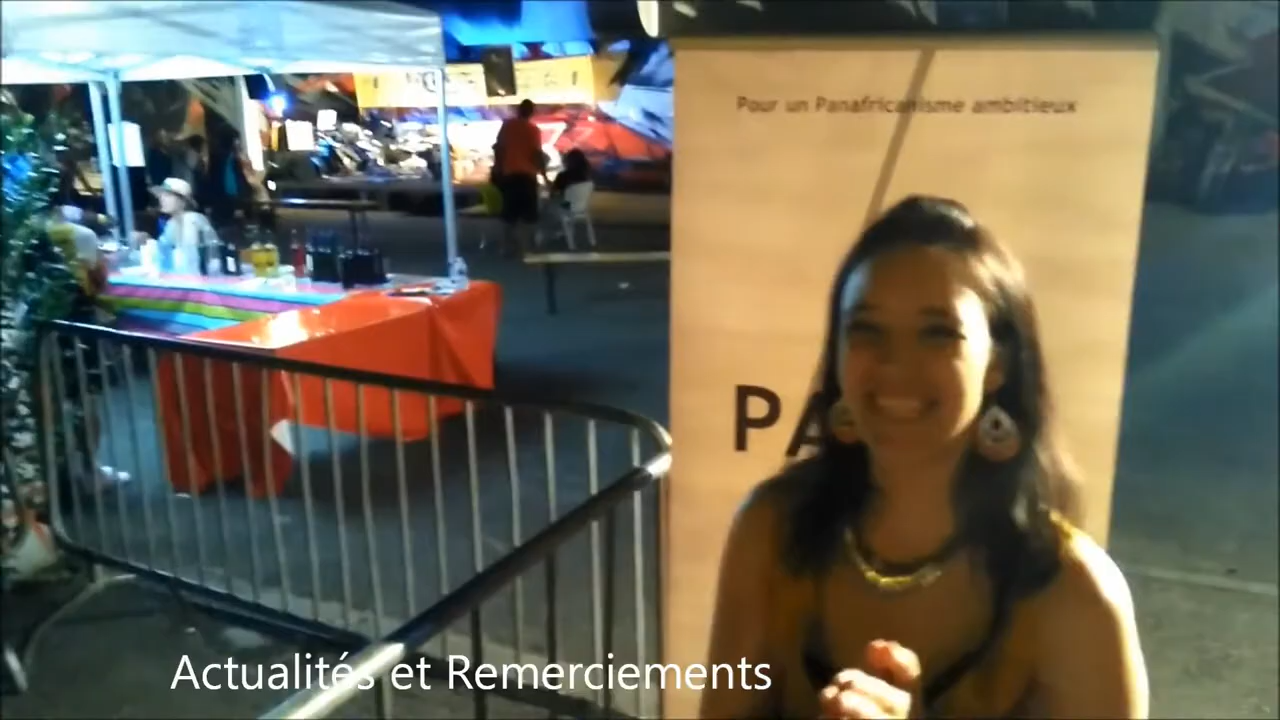 Pour un Panafricanisme ambitieux
PA
Actualités et Remerciements